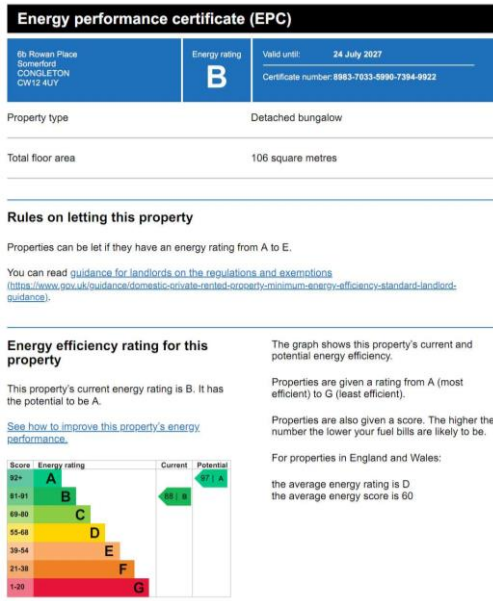 Energy performance certificate (EPC)
6b Rowan Place
Somerford
CONGLETON
CW12 4UY
Energy rating
B
Valid until: 24 July 2027
Certificate number: 8983-7033-5990-7394-9922
Property type Detached bungalow
Total floor area 106 square metres
Rules on letting this property
Properties can be let if they have an energy rating from A to E.
You can read guidance for landlords on the regulations and exemptions
(https://www.gov.uk/guidance/domestic-private-rented-property-minimum-energy-efficiency-standard-landlord-
guidance).
Energy efficiency rating for this
property
This property's current energy rating is B. It has
the potential to be A.
See how to improve this property's energy
performance.
Score Energy rating Current Potential
92+ A 97 | A
81-91 B 88 | B
69-80 C
55-68 D
39-54 E
21-38 F
1-20 G
The graph shows this property's current and
potential energy efficiency.
Properties are given a rating from A (most
efficient) to G (least efficient).
Properties are also given a score. The higher the
number the lower your fuel bills are likely to be.
For properties in England and Wales:
the average energy rating is D
the average energy score is 60